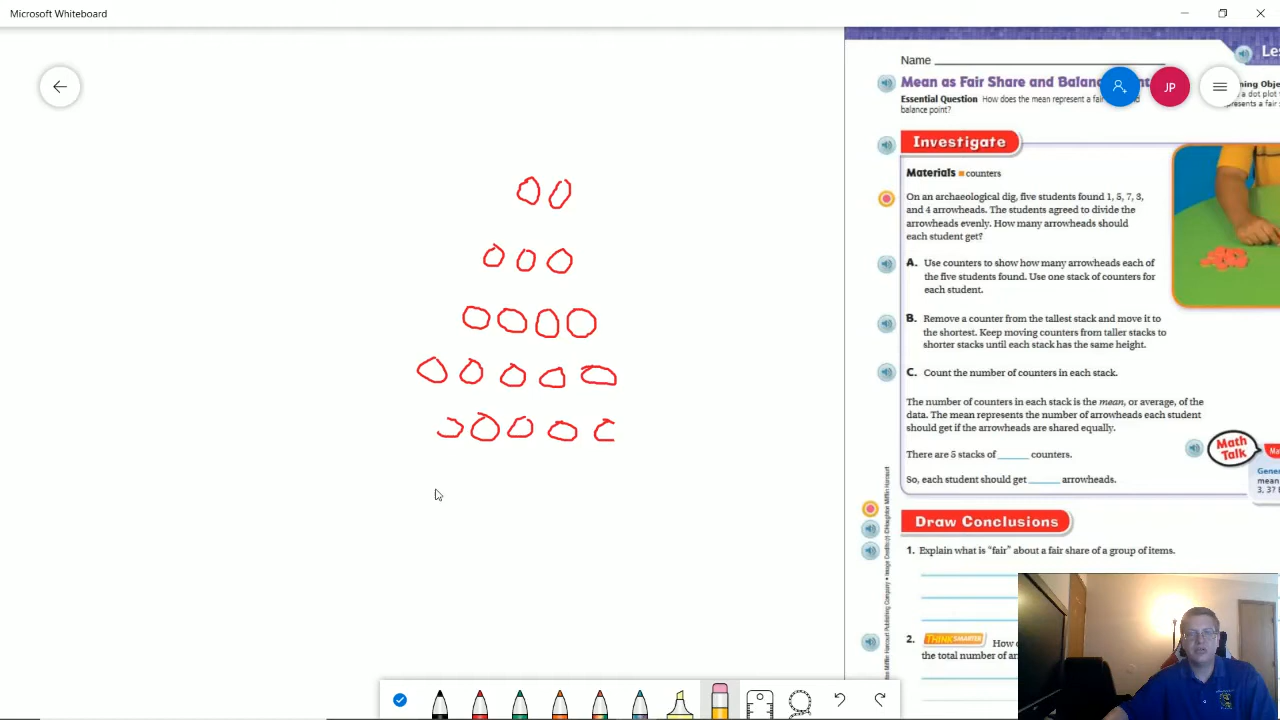 Microsoft Whiteboard
Name
Mean as Fair Share and Balan
Essential Question How does the mean represent a fair
balance point?
JP
Investigate
Materials counters
On an archaeological dig, five students found 1, 5, 7, 3,
and 4 arrowheads. The students agreed to divide the
arrowheads evenly. How many arrowheads should
each student get?
A. Use counters to show how many arrowheads each of
the five students found. Use one stack of counters for
each student.
B. Remove a counter from the tallest stack and move it to
the shortest. Keep moving counters from taller stacks to
shorter stacks until each stack has the same height.
C. Count the number of counters in each stack.
The number of counters in each stack is the mean, or average, of the
data. The mean represents the number of arrowheads each student
should get if the arrowheads are shared equally.
There are 5 stacks of counters.
So, each student should get arrowheads.
Math
Talk
mean
3, 3?
Draw Conclusions
1. Explain what is "fair" about a fair share of a group of items.
2. THINK SMARTER How
the total number of